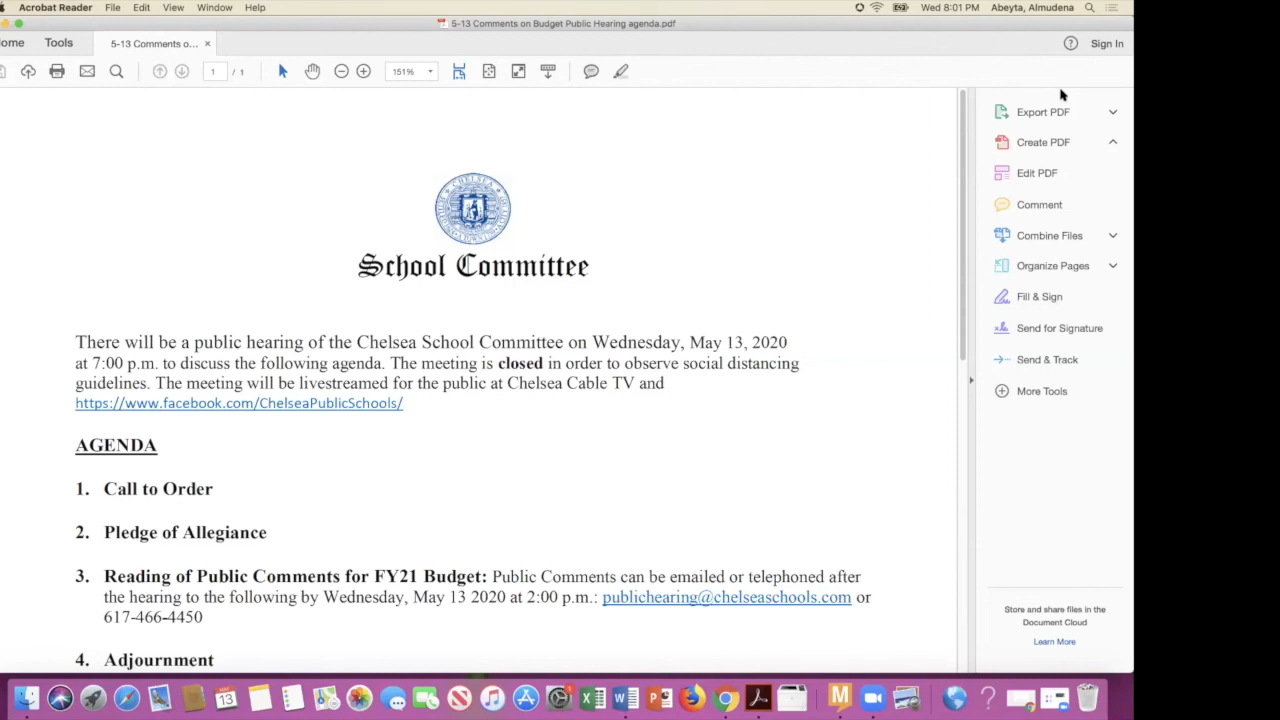 Acrobat Reader File Edit View Window Help Wed 8:01 PM Abeyta, Almudena
5-13 Comments on Budget Public Hearing agenda.pdf
ome Tools 5-13 Comments o... × Sign In
1 / 1 151%
Export PDF
Create PDF
Edit PDF
Comment
Combine Files
Organize Pages
Fill & Sign
Send for Signature
Send & Track
More Tools
Store and share files in the
Document Cloud
Learn More
School Committee
There will be a public hearing of the Chelsea School Committee on Wednesday, May 13, 2020
at 7:00 p.m. to discuss the following agenda. The meeting is closed in order to observe social distancing
guidelines. The meeting will be livestreamed for the public at Chelsea Cable TV and
https://www.facebook.com/ChelseaPublicSchools/
AGENDA
1. Call to Order
2. Pledge of Allegiance
3. Reading of Public Comments for FY21 Budget: Public Comments can be emailed or telephoned after
the hearing to the following by Wednesday, May 13 2020 at 2:00 p.m.: publichearing@chelseaschools.com or
617-466-4450
4. Adjournment